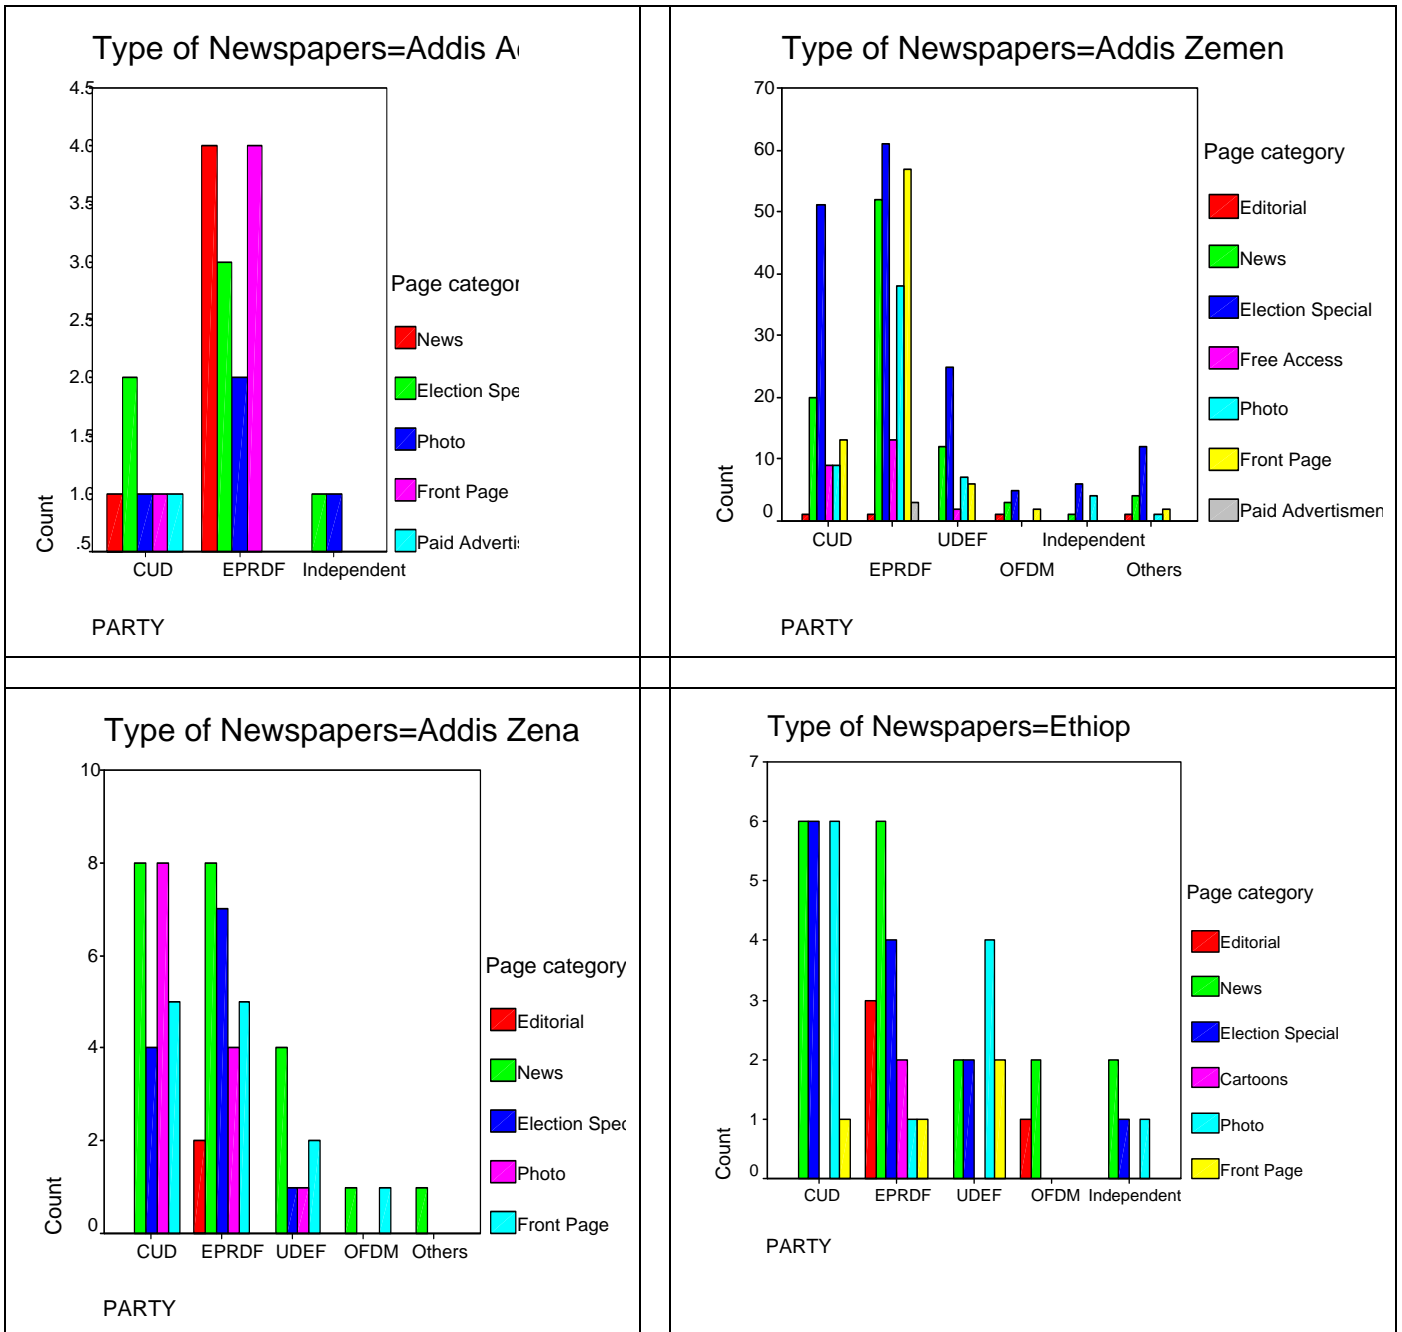 Type of Newspapers=Addis A
4.5
4.0
3.5
3.0
2.5
2.0
1.5
1.0
.5
Count
CUD EPRDF Independent
PARTY
Page categor
News
Election Spe
Photo
Front Page
Paid Adverti
Type of Newspapers=Addis Zemen
70
60
50
40
30
20
10
0
Count
CUD UDEF Independent
EPRDF OFDM Others
PARTY
Page category
Editorial
News
Election Special
Free Access
Photo
Front Page
Paid Advertismen
Type of Newspapers=Addis Zena
10
8
6
4
2
0
Count
CUD EPRDF UDEF OFDM Others
PARTY
Page category
Editorial
News
Election Spec
Photo
Front Page
Type of Newspapers=Ethiop
7
6
5
4
3
2
1
0
Count
CUD EPRDF UDEF OFDM Independent
PARTY
Page category
Editorial
News
Election Special
Cartoons
Photo
Front Page